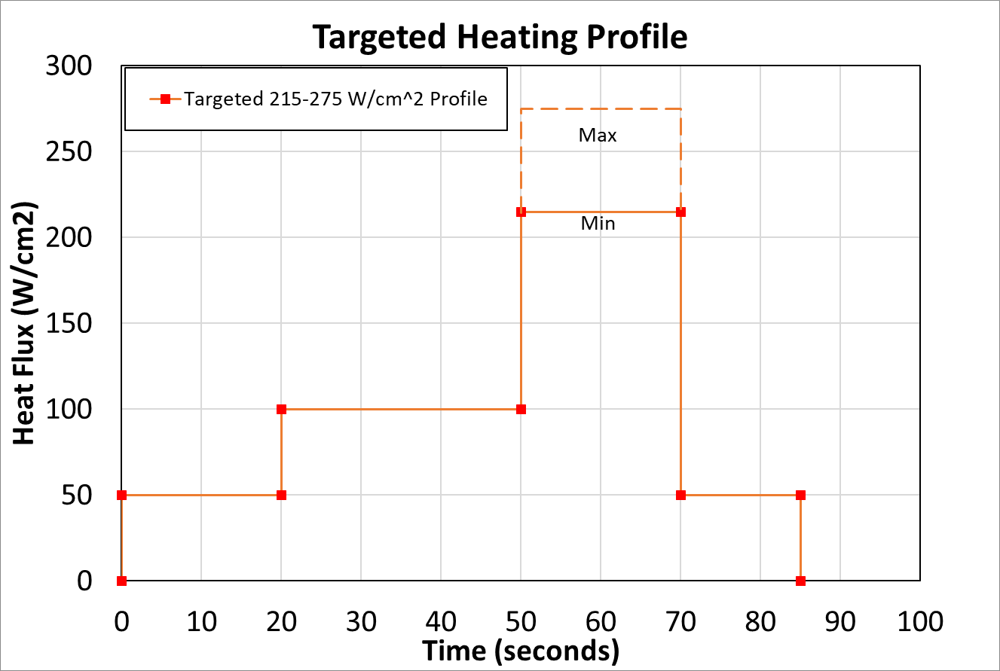 Targeted Heating Profile
300
Targeted 215-275 W/cm^2 Profile
Max
250
Min
200
150
100
50
0
Heat Flux (W/cm2)
0 10 20 30 40 50 60 70 80 90 100
Time (seconds)